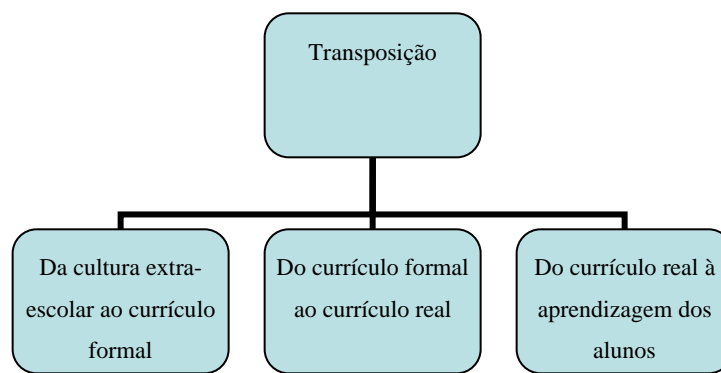 Transposição
Da cultura extra-
escolar ao currículo
formal
Do currículo formal
ao currículo real
Do currículo real à
aprendizagem dos
alunos